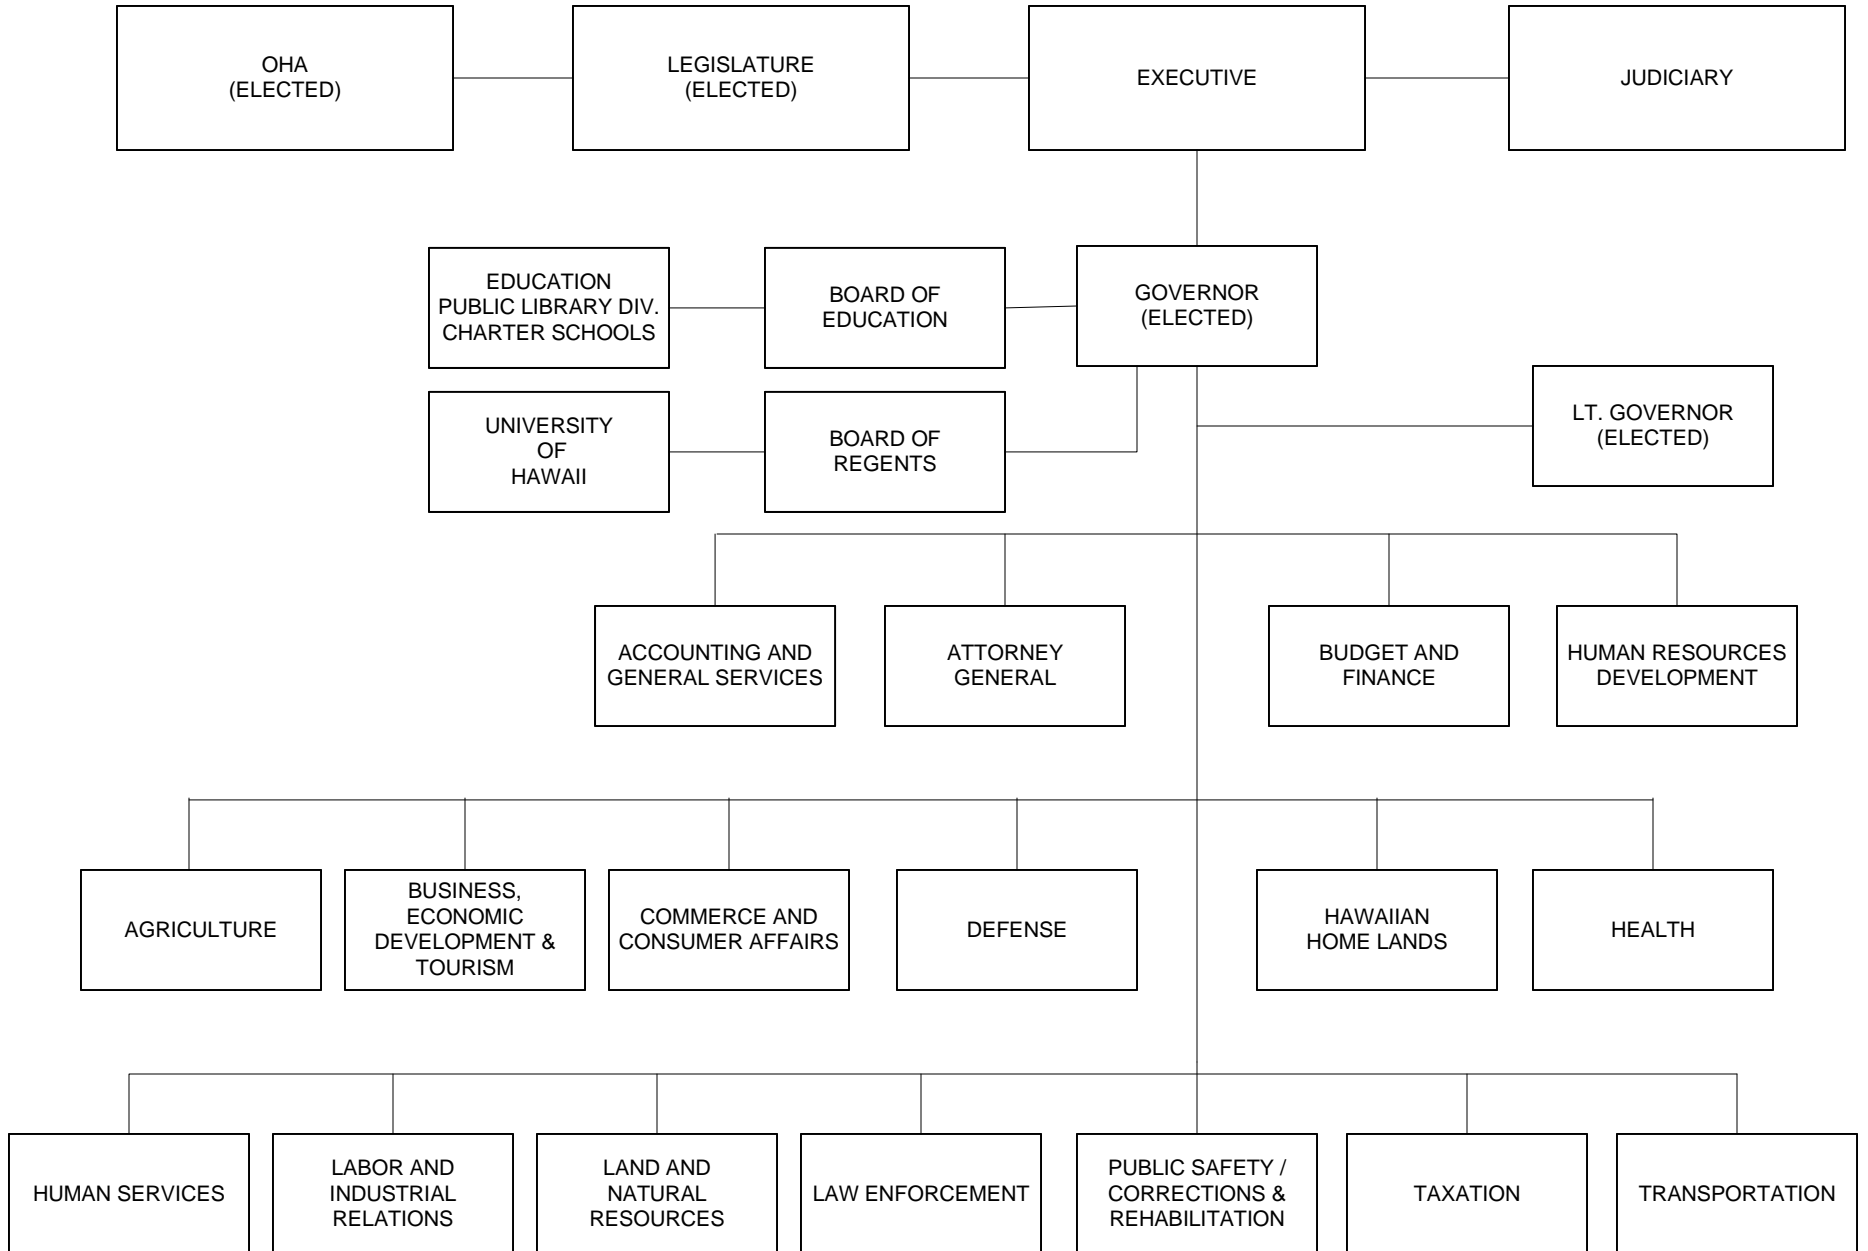 OHA
(ELECTED)
LEGISLATURE
(ELECTED)
EXECUTIVE
JUDICIARY
EDUCATION
PUBLIC LIBRARY DIV.
CHARTER SCHOOLS
BOARD OF
EDUCATION
GOVERNOR
(ELECTED)
UNIVERSITY
OF
HAWAII
BOARD OF
REGENTS
LT. GOVERNOR
(ELECTED)
ACCOUNTING AND
GENERAL SERVICES
ATTORNEY
GENERAL
BUDGET AND
FINANCE
HUMAN RESOURCES
DEVELOPMENT
AGRICULTURE
BUSINESS,
ECONOMIC
DEVELOPMENT &
TOURISM
COMMERCE AND
CONSUMER AFFAIRS
DEFENSE
HAWAIIAN
HOME LANDS
HEALTH
HUMAN SERVICES
LABOR AND
INDUSTRIAL
RELATIONS
LAND AND
NATURAL
RESOURCES
LAW ENFORCEMENT
PUBLIC SAFETY /
CORRECTIONS &
REHABILITATION
TAXATION
TRANSPORTATION